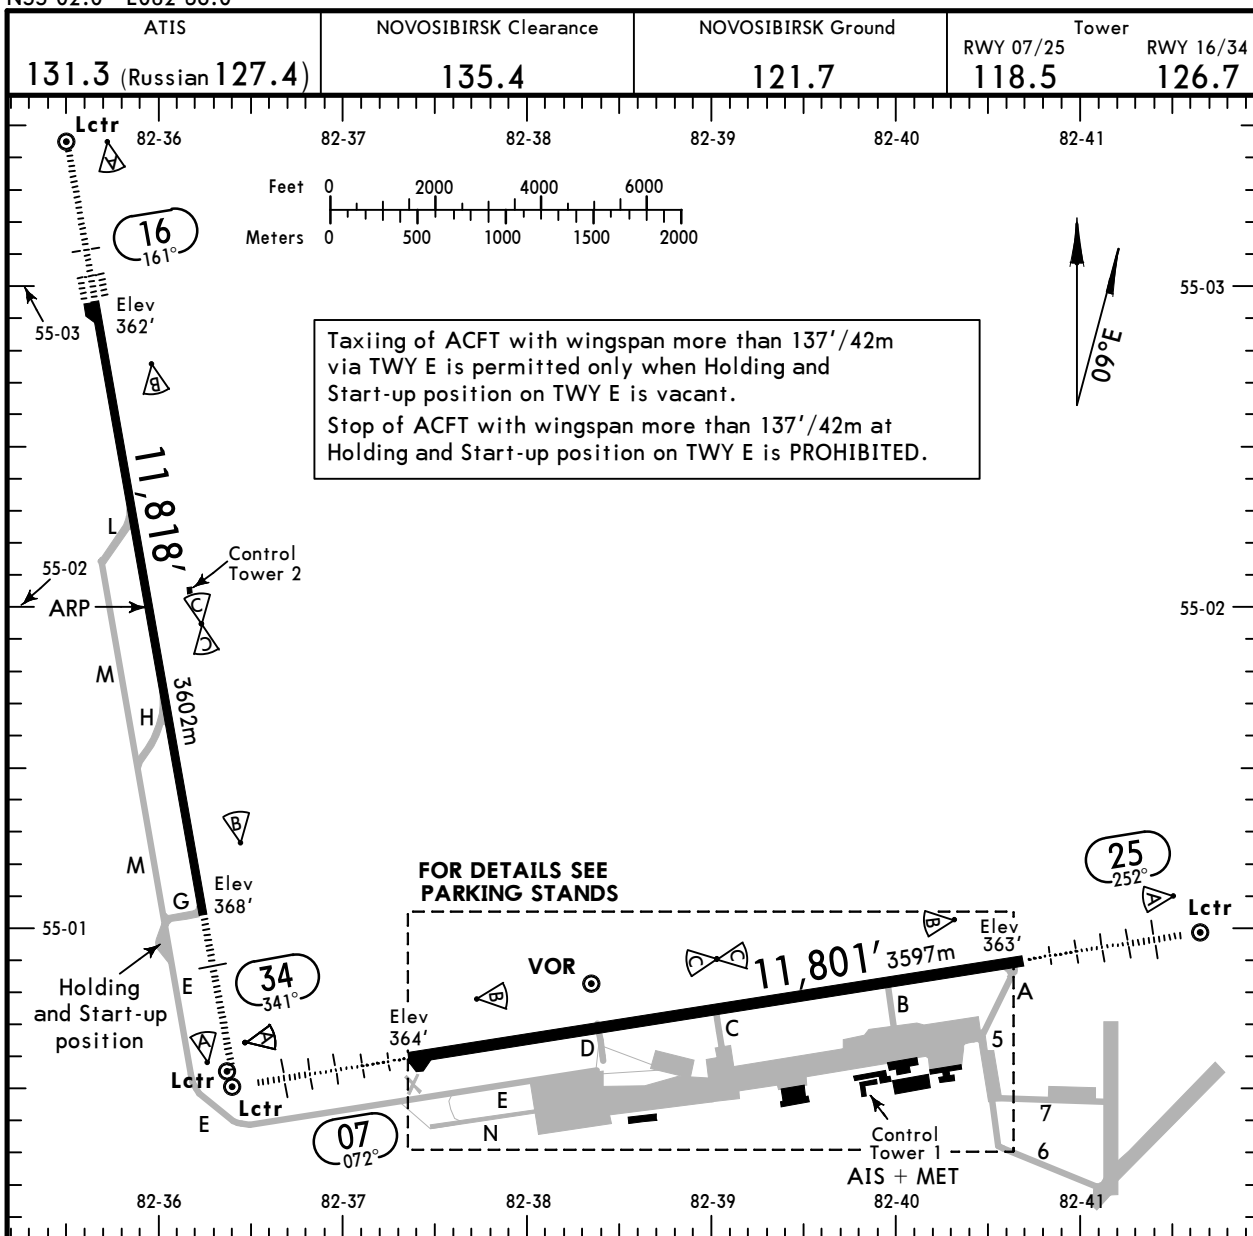 ATIS
131.3 (Russian 127.4)
NOVOSIBIRSK Clearance
135.4
NOVOSIBIRSK Ground
121.7
Tower
RWY 07/25
118.5
RWY 16/34
126.7
Lctr
82-36 82-37 82-38 82-39 82-40 82-41
A
Feet 0 2000 4000 6000
Meters 0 500 1000 1500 2000
16
161°
09°E
55-03
55-03
Elev
362'
Taxiing of ACFT with wingspan more than 137'/42m
via TWY E is permitted only when Holding and
Start-up position on TWY E is vacant.
Stop of ACFT with wingspan more than 137'/42m at
Holding and Start-up position on TWY E is PROHIBITED.
B
11,818'
L
Control
Tower 2
55-02
ARP
55-02
C
C
M
3602m
H
B
M
FOR DETAILS SEE
PARKING STANDS
25
252°
A
Lctr
Elev
368'
G
55-01
B
Elev
363'
Holding
and Start-up
position
E
34
341°
VOR
C C
11,801'
3597m
B
A
Elev
364'
B
C
D
5
A
A
Lctr
Lctr
E
E
N
07
072°
7
6
Control
Tower 1
AIS + MET
82-36 82-37 82-38 82-39 82-40 82-41